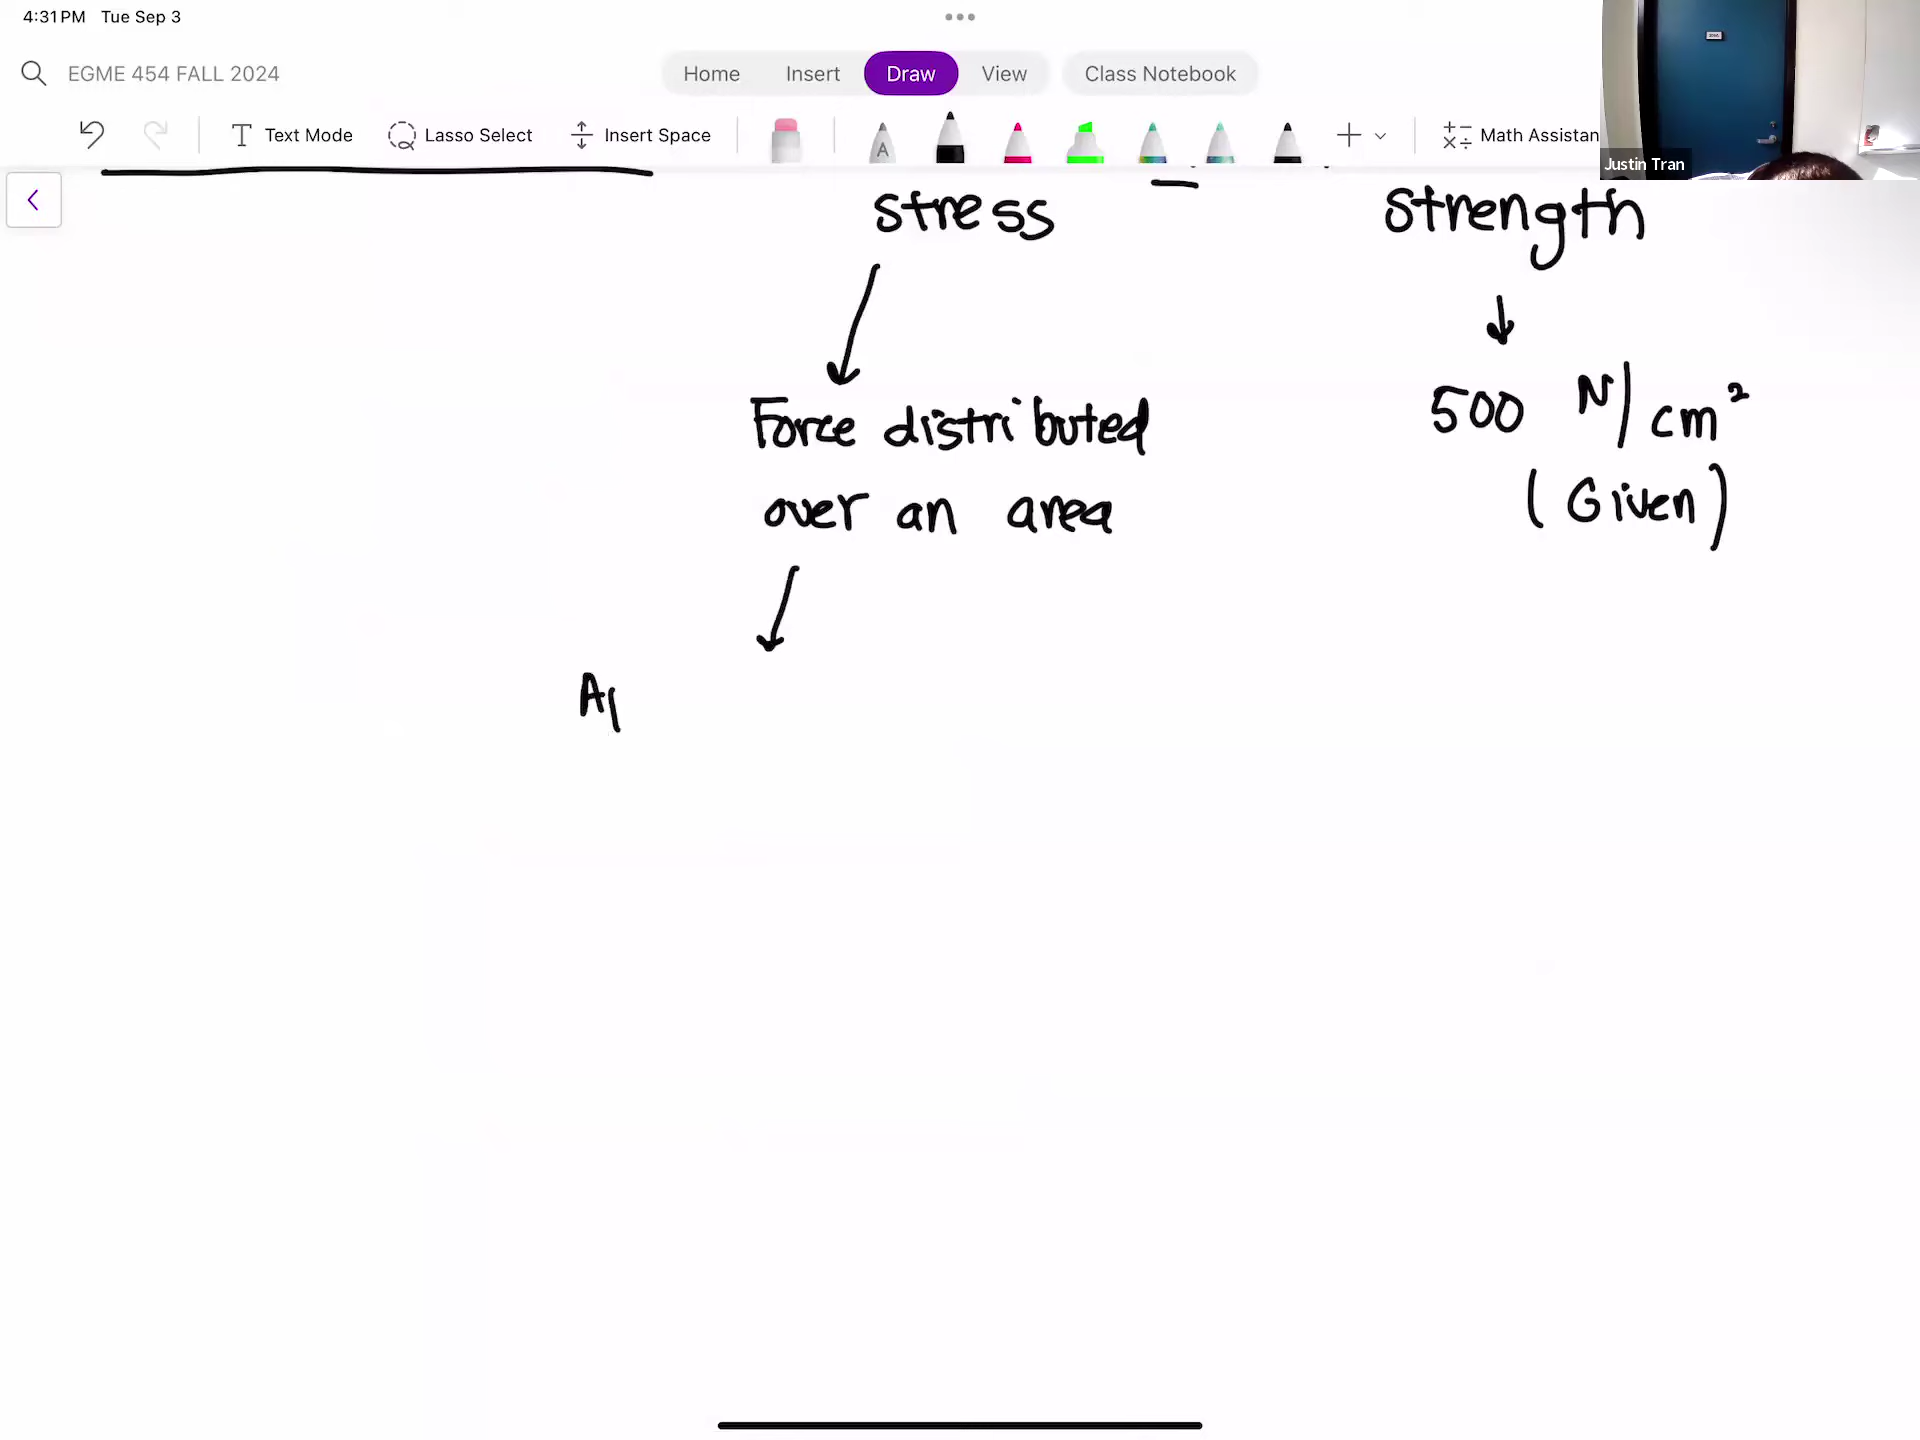 4:31 PM Tue Sep 3
EGME 454 FALL 2024
Home Insert Draw View Class Notebook
Text Mode Lasso Select Insert Space A Math Assistan
Justin Tran
stress strength
Force distributed 500 N/cm²
over an area (Given)